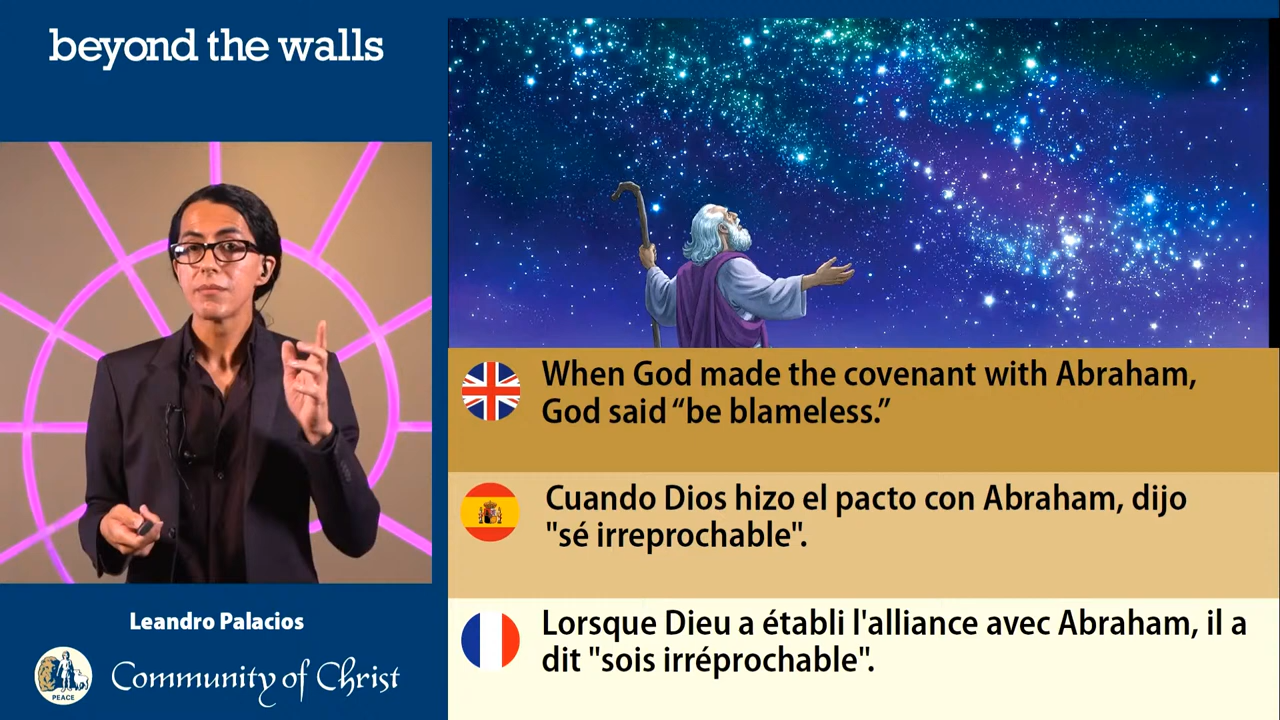 beyond the walls
When God made the covenant with Abraham,
God said “be blameless.”
Cuando Dios hizo el pacto con Abraham, dijo
"sé irreprochable".
Lorsque Dieu a établi l'alliance avec Abraham, il a
dit "sois irréprochable".
Leandro Palacios
PEACE
Community of Christ